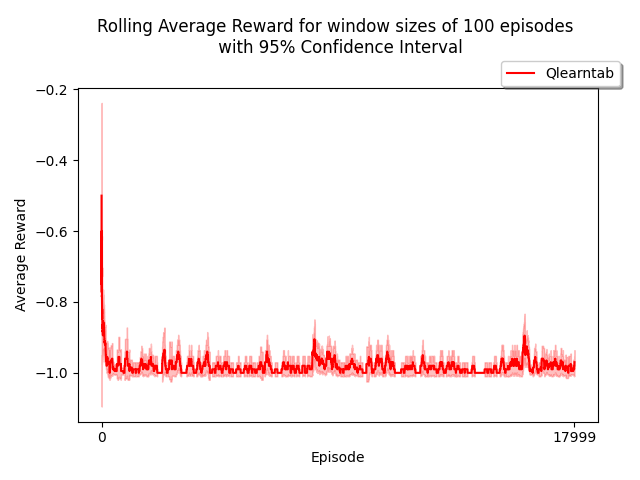 Rolling Average Reward for window sizes of 100 episodes
with 95% Confidence Interval
Qlearntab
−0.2
−0.4
−0.6
−0.8
−1.0
Average Reward
0
17999
Episode